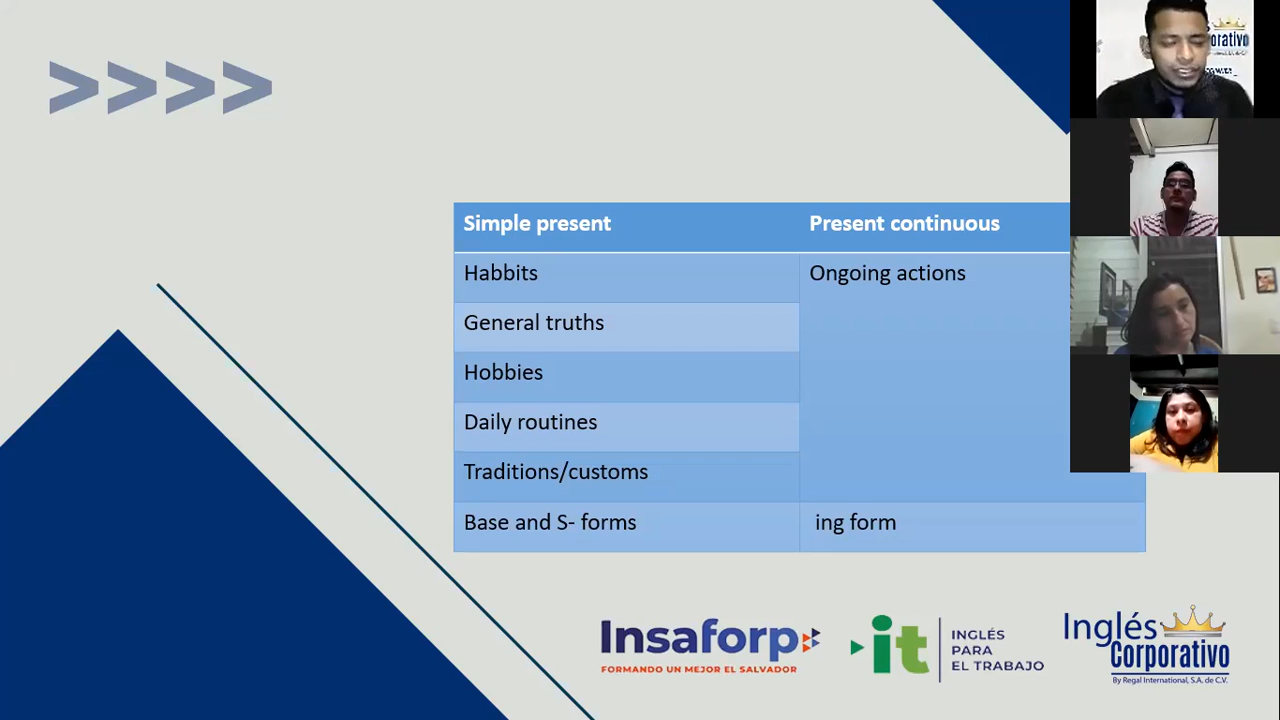 >>>>
Simple present
Present continuous
Habbits
Ongoing actions
General truths
Hobbies
Daily routines
Traditions/customs
Base and S- forms
ing form
Insaforp
FORMANDO UN MEJOR EL SALVADOR
it
INGLÉS
PARA
EL TRABAJO
Inglés
Corporativo
By Regal International, S.A. de C.V.